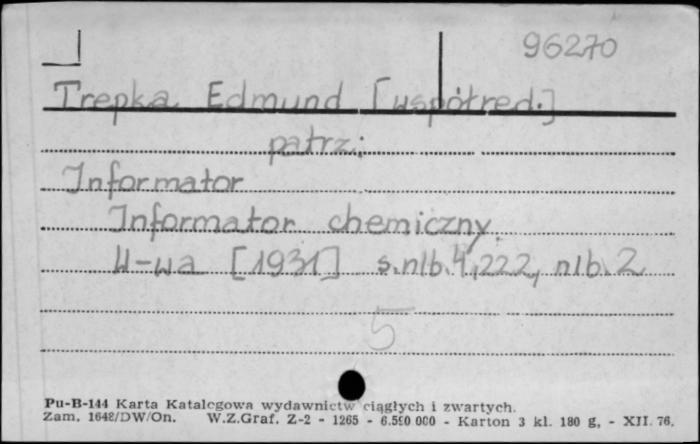 96270
Trepka Edmund [współred.]
patrz:
Informator
Informator chemiczny.
W-wa [1931] s.nlb.4,222, nlb.2
5
Pu-B-144 Karta Katalogowa wydawnictw ciągłych i zwartych.
Zam. 1648/DW/On. W.Z.Graf. Z-2 - 1265 - 6.500 000 - Karton 3 kl. 180 g, - XII. 76.